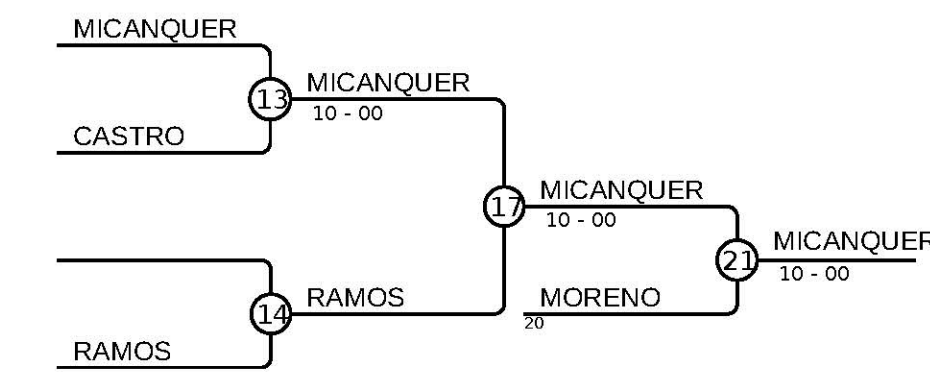 MICANQUER
13
MICANQUER
10 - 00
CASTRO
17
MICANQUER
10 - 00
21
MICANQUER
10 - 00
14
RAMOS
MORENO
20
RAMOS